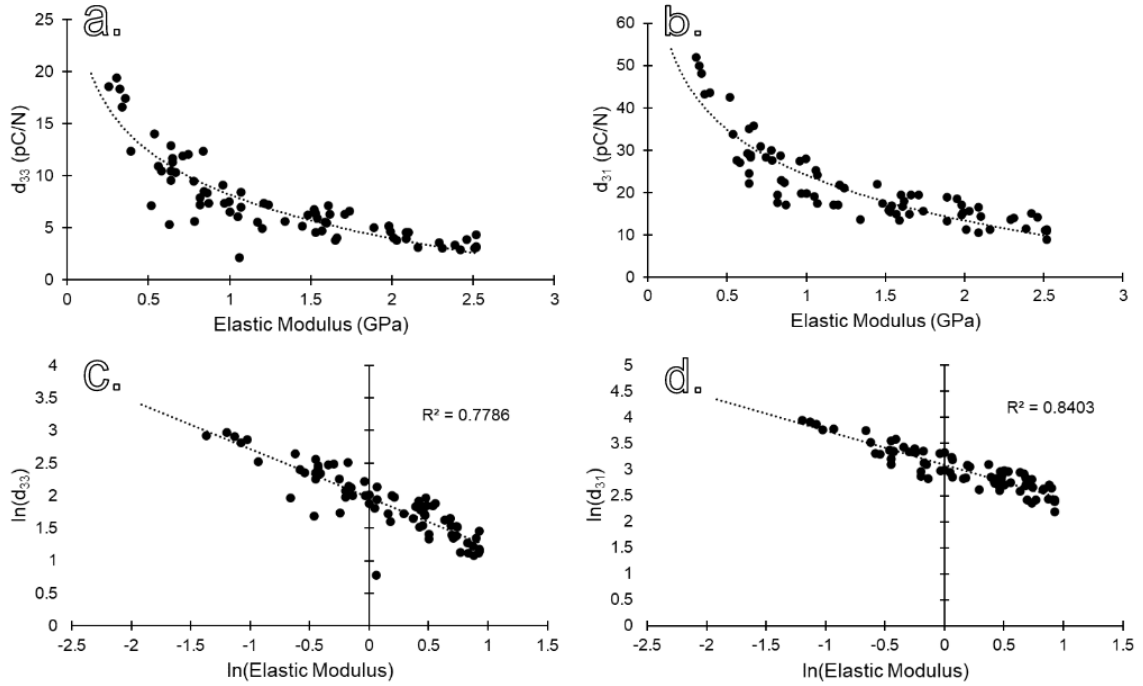 a.
25
20
15
10
5
0
d33 (pC/N)
0 0.5 1 1.5 2 2.5 3
Elastic Modulus (GPa)
b.
60
50
40
30
20
10
0
d31 (pC/N)
0 0.5 1 1.5 2 2.5 3
Elastic Modulus (GPa)
c.
4
3.5
3
2.5
2
1.5
1
0.5
0
ln(d33)
R² = 0.7786
-2.5 -2 -1.5 -1 -0.5 0 0.5 1 1.5
ln(Elastic Modulus)
d.
5
4.5
4
3.5
3
2.5
2
1.5
1
0.5
0
ln(d31)
R² = 0.8403
-2.5 -2 -1.5 -1 -0.5 0 0.5 1 1.5
ln(Elastic Modulus)